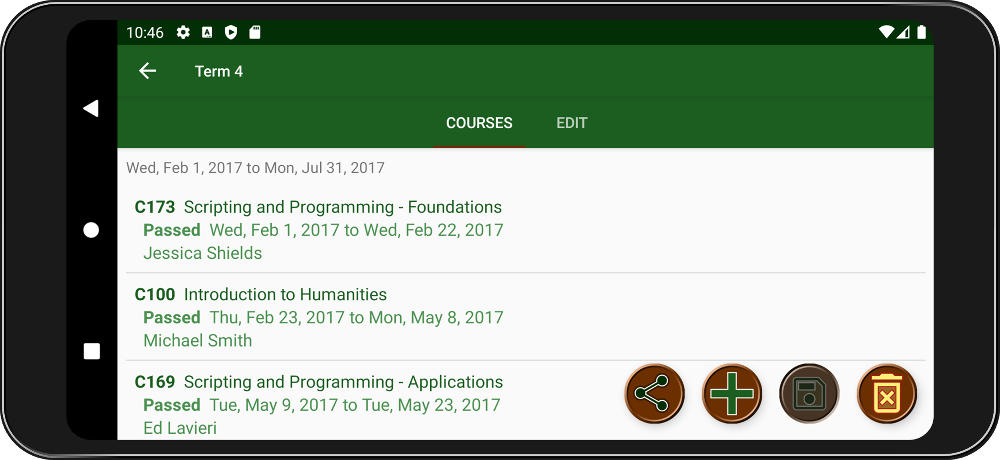 10:46
Term 4
COURSES EDIT
Wed, Feb 1, 2017 to Mon, Jul 31, 2017
C173 Scripting and Programming - Foundations
Passed Wed, Feb 1, 2017 to Wed, Feb 22, 2017
Jessica Shields
C100 Introduction to Humanities
Passed Thu, Feb 23, 2017 to Mon, May 8, 2017
Michael Smith
C169 Scripting and Programming - Applications
Passed Tue, May 9, 2017 to Tue, May 23, 2017
Ed Lavieri